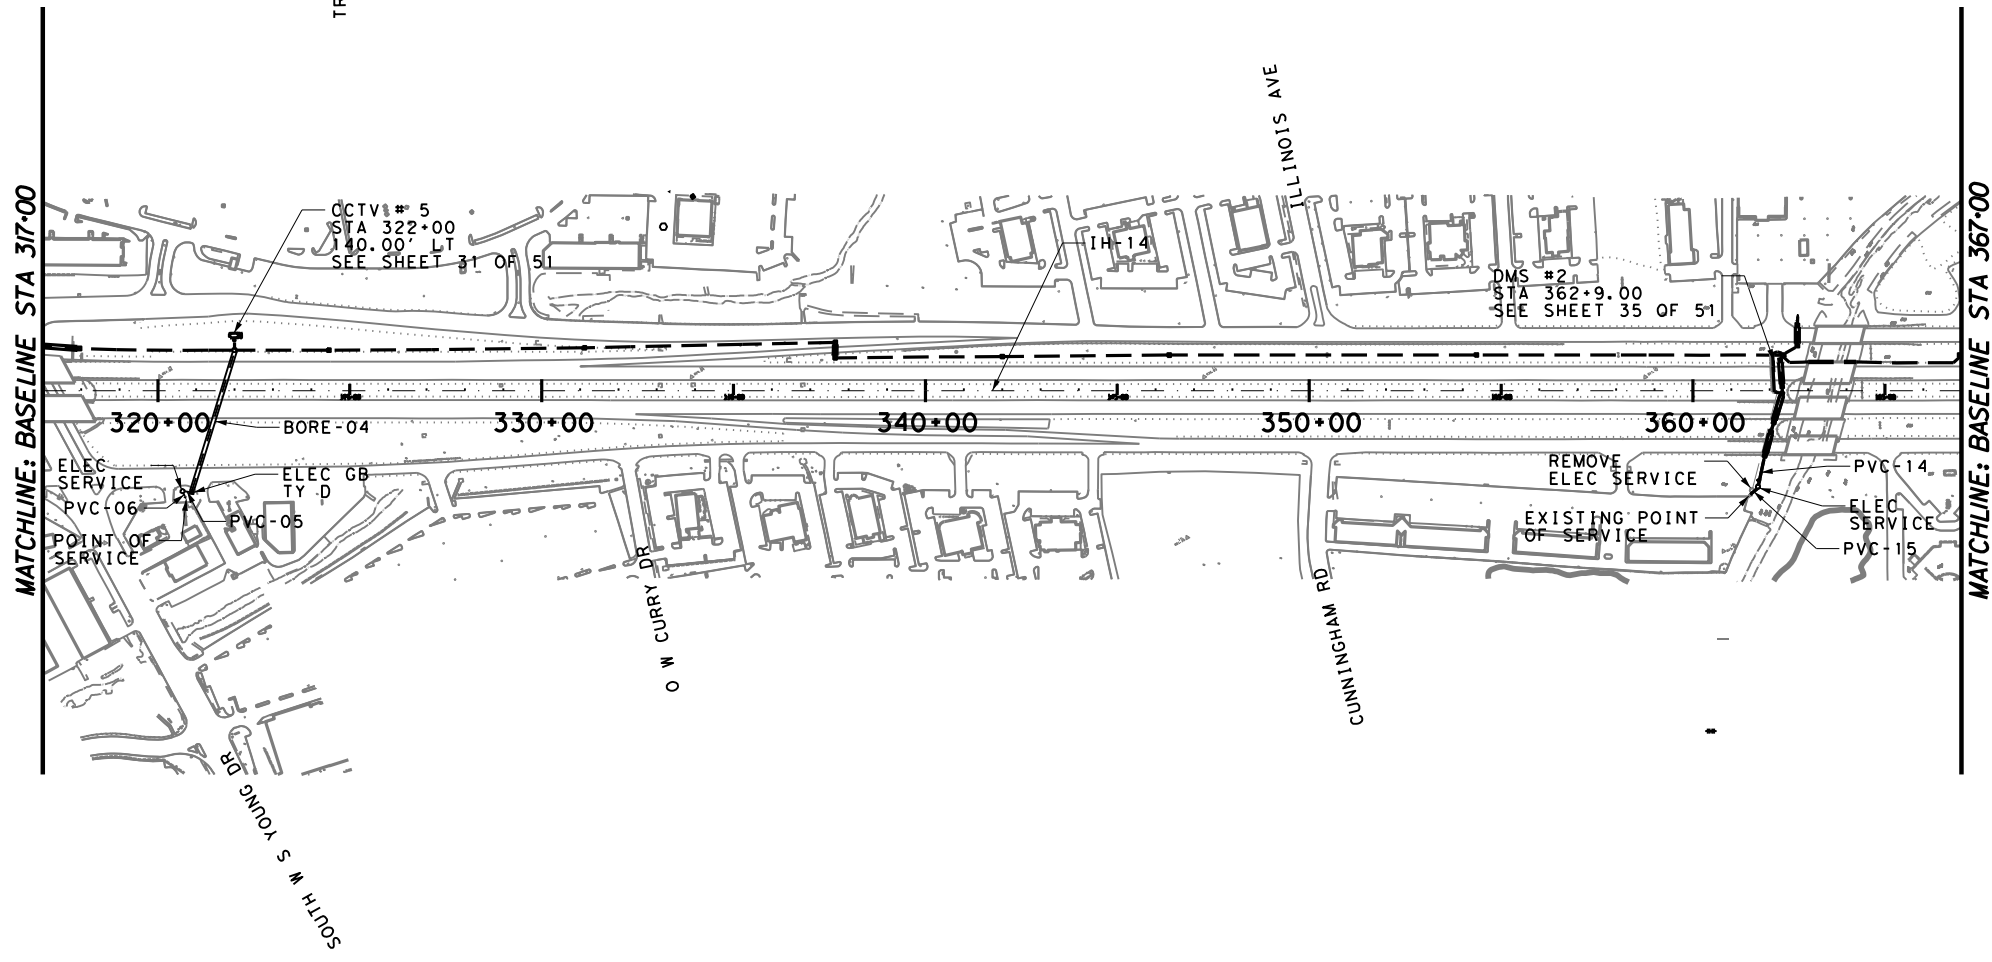 TR
ILLINOIS AVE
MATCHLINE: BASELINE STA 317+00
CCTV # 5
STA 322+00
140.00' LT
SEE SHEET 31 OF 51
IH-14
DMS #2
STA 362+9.00
SEE SHEET 35 OF 51
MATCHLINE: BASELINE STA 367+00
320+00
330+00
340+00
350+00
360+00
BORE-04
ELEC
SERVICE
ELEC GB
TY D
PVC-06
PVC-05
POINT OF
SERVICE
REMOVE
ELEC SERVICE
PVC-14
EXISTING POINT
OF SERVICE
ELEC
SERVICE
PVC-15
O W CURRY DR
CUNNINGHAM RD
SOUTH W S YOUNG DR